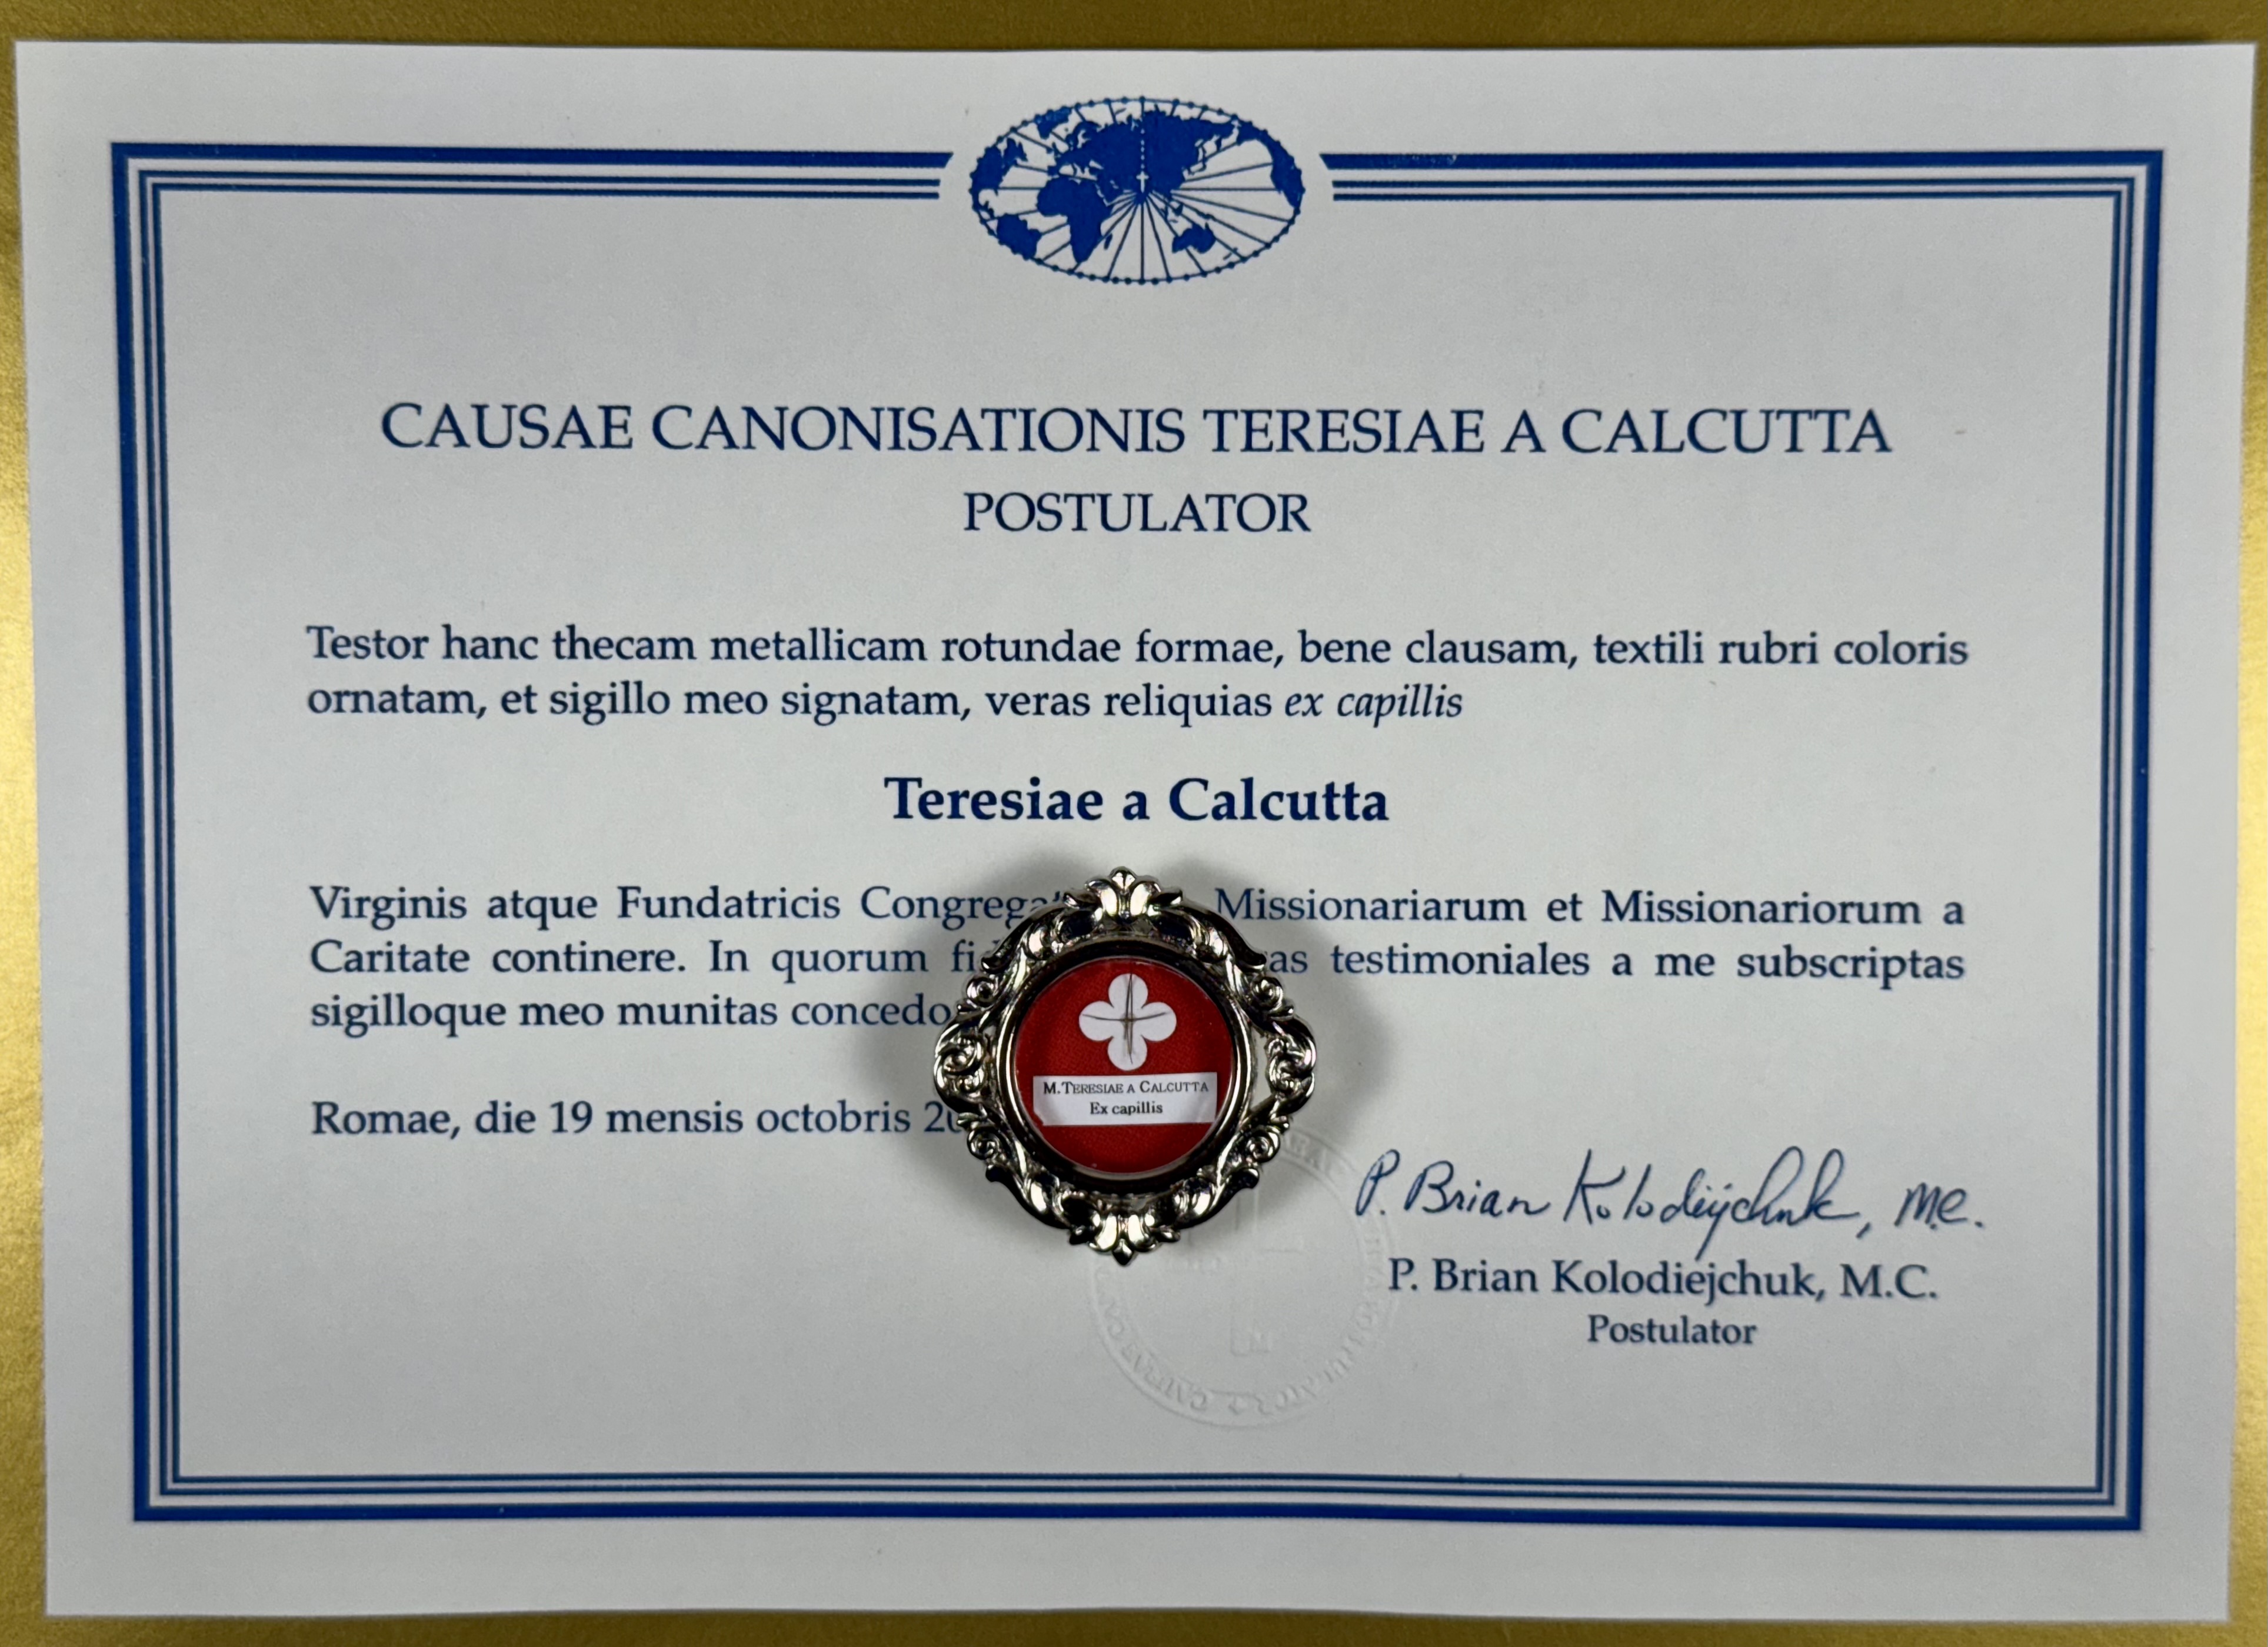 CAUSAE CANONISATIONIS TERESIAE A CALCUTTA
POSTULATOR
Testor hanc thecam metallicam rotundae formae, bene clausam, textili rubri coloris
ornatam, et sigillo meo signatam, veras reliquias ex capillis
Teresiae a Calcutta
Virginis atque Fundatricis Missionariarum et Missionariorum a
Caritate continere. In quorum testimoniales a me subscriptas
sigilloque meo munitas concedo
Romae, die 19 mensis octobris
M. TERESIAE A CALCUTTA
Ex capillis
P. Brian Kolodiejchuk, M.C.
P. Brian Kolodiejchuk, M.C.
Postulator